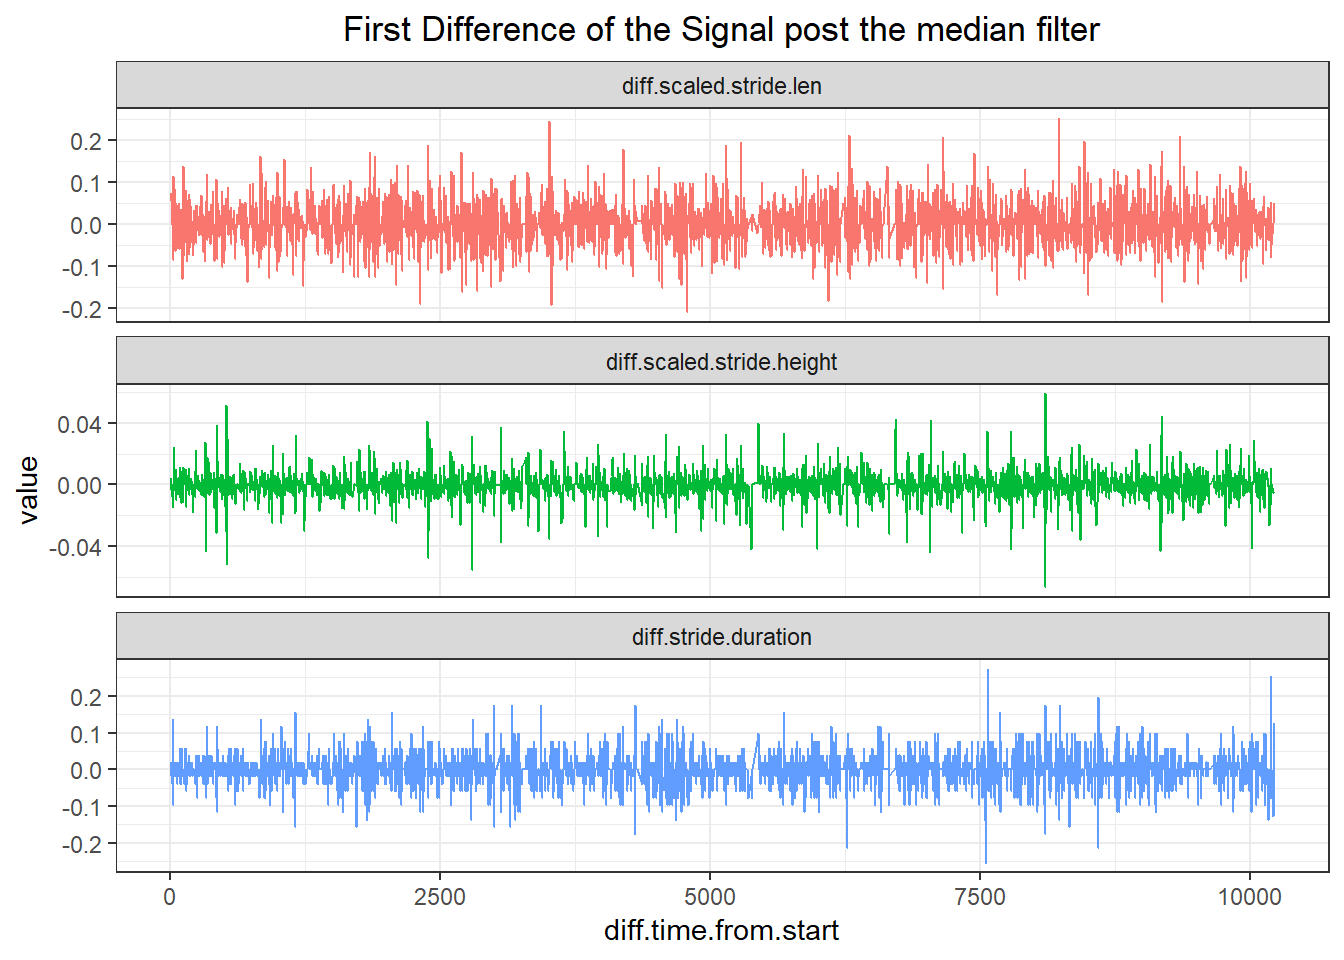 First Difference of the Signal post the median filter
diff.scaled.stride.len
0.2
0.1
0.0
-0.1
-0.2
diff.scaled.stride.height
0.04
0.00
-0.04
value
diff.stride.duration
0.2
0.1
0.0
-0.1
-0.2
0 2500 5000 7500 10000
diff.time.from.start